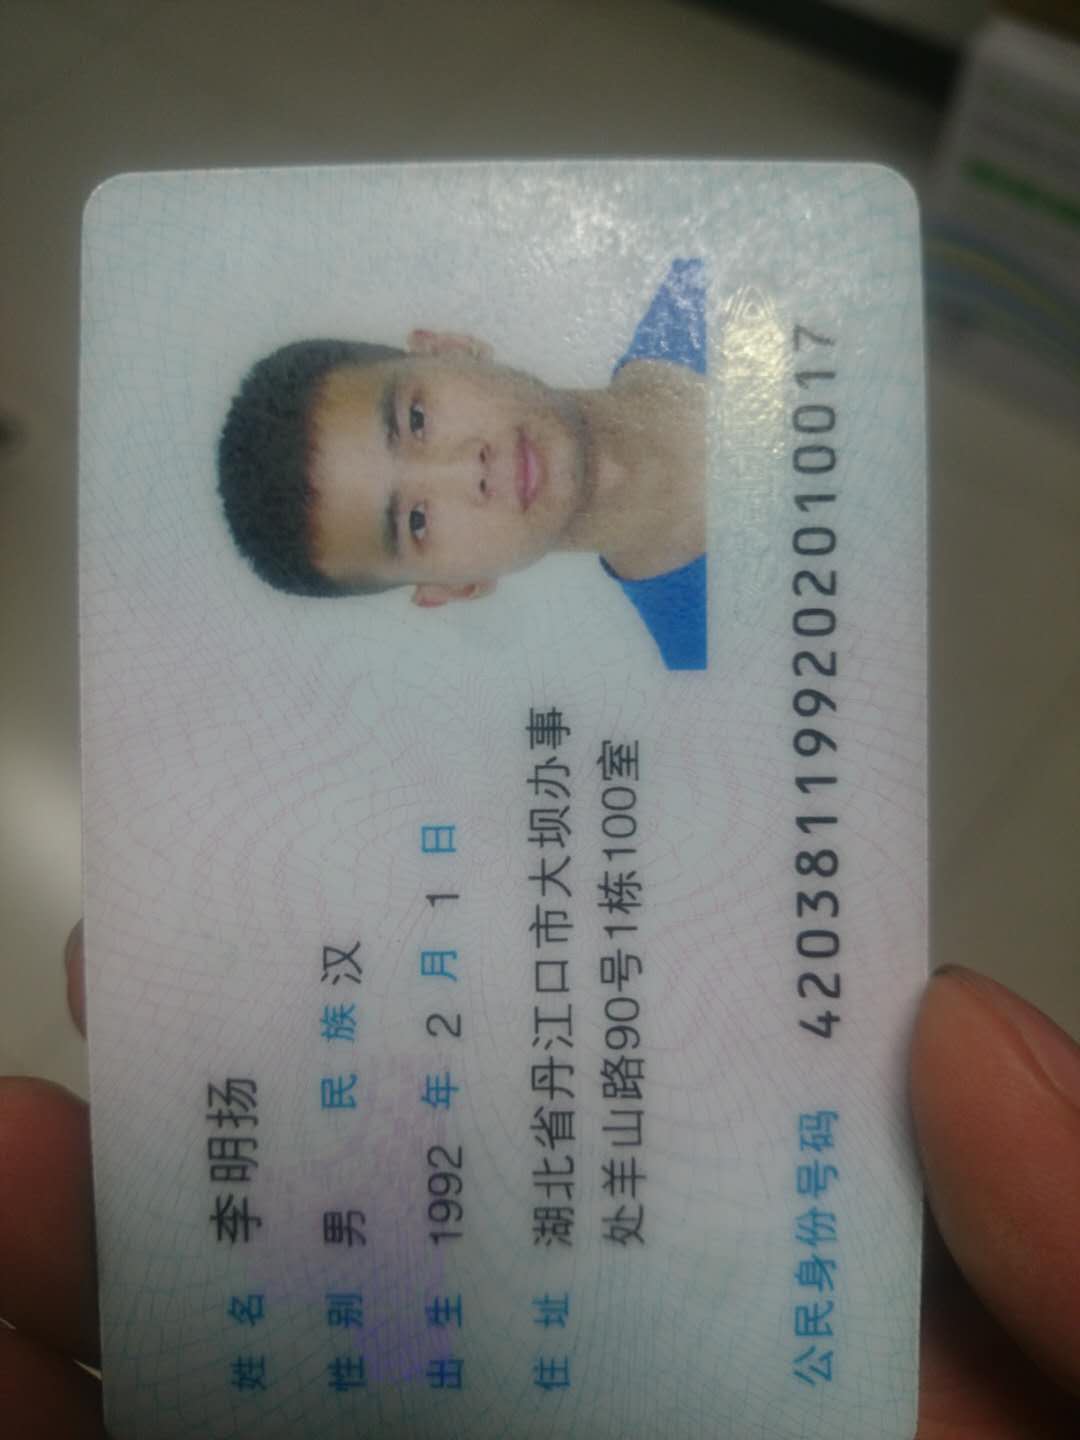 姓名 李明扬
性别 男 民族 汉
出生 1992 年 2 月 1 日
住址 湖北省丹江口市大坝办事
处羊山路90号1栋100室
公民身份号码 420381199202010017